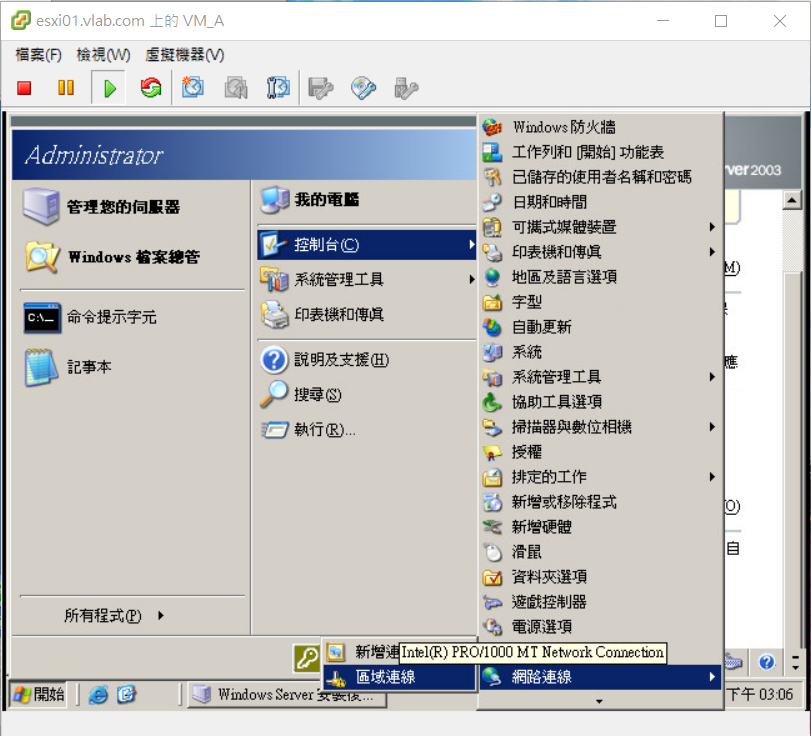 esxi01.vlab.com 上的 VM_A
檔案(F) 檢視(W) 虛擬機器(V)
Administrator
ver2003
管理您的伺服器
Windows 檔案總管
命令提示字元
記事本
所有程式(P)
我的電腦
控制台(C)
系統管理工具
印表機和傳真
說明及支援(H)
搜尋(S)
執行(R)...
Windows 防火牆
工作列和 [開始] 功能表
已儲存的使用者名稱和密碼
日期和時間
可攜式媒體裝置
印表機和傳真
地區及語言選項
字型
自動更新
系統
系統管理工具
協助工具選項
掃描器與數位相機
授權
排定的工作
新增或移除程式
新增硬體
滑鼠
資料夾選項
遊戲控制器
電源選項
網路連線
新增連
Intel(R) PRO/1000 MT Network Connection
區域連線
M)
應
O)
自
開始
Windows Server 安裝後...
下午 03:06